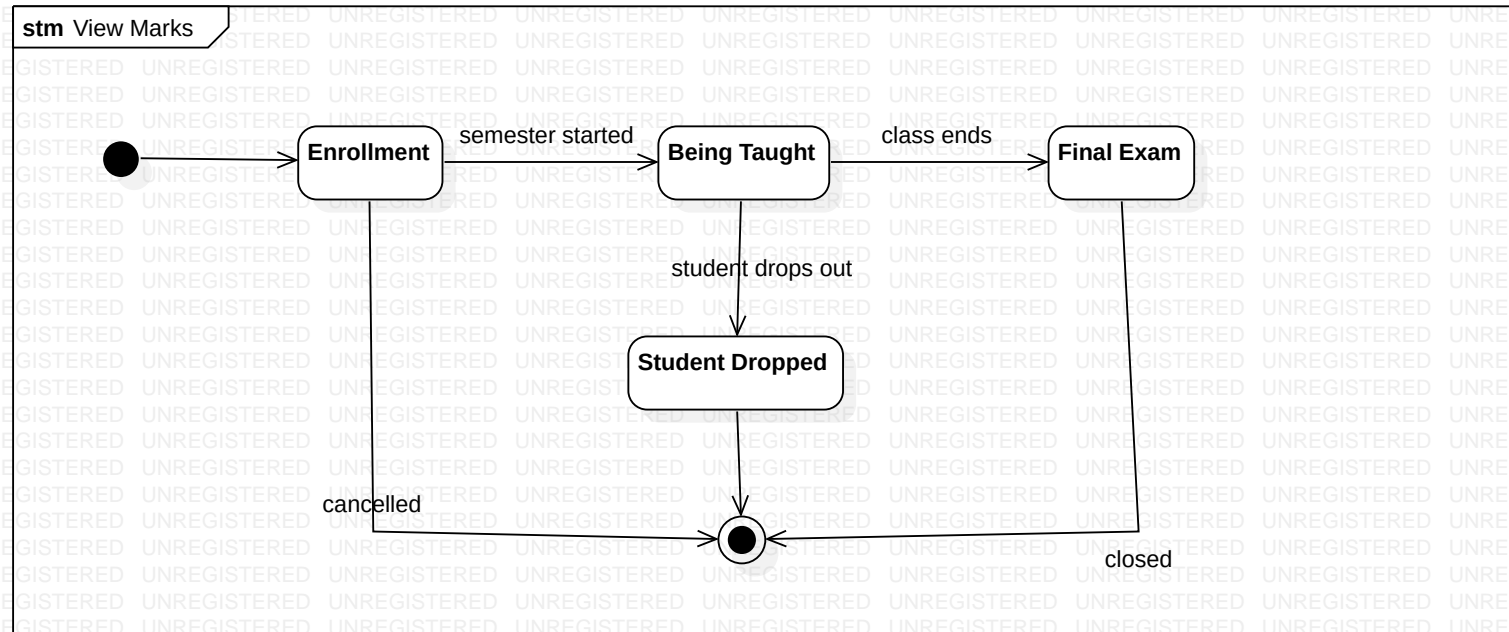 stm View Marks
semester started
class ends
Enrollment
Being Taught
Final Exam
student drops out
Student Dropped
cancelled
closed
UNREGISTERED